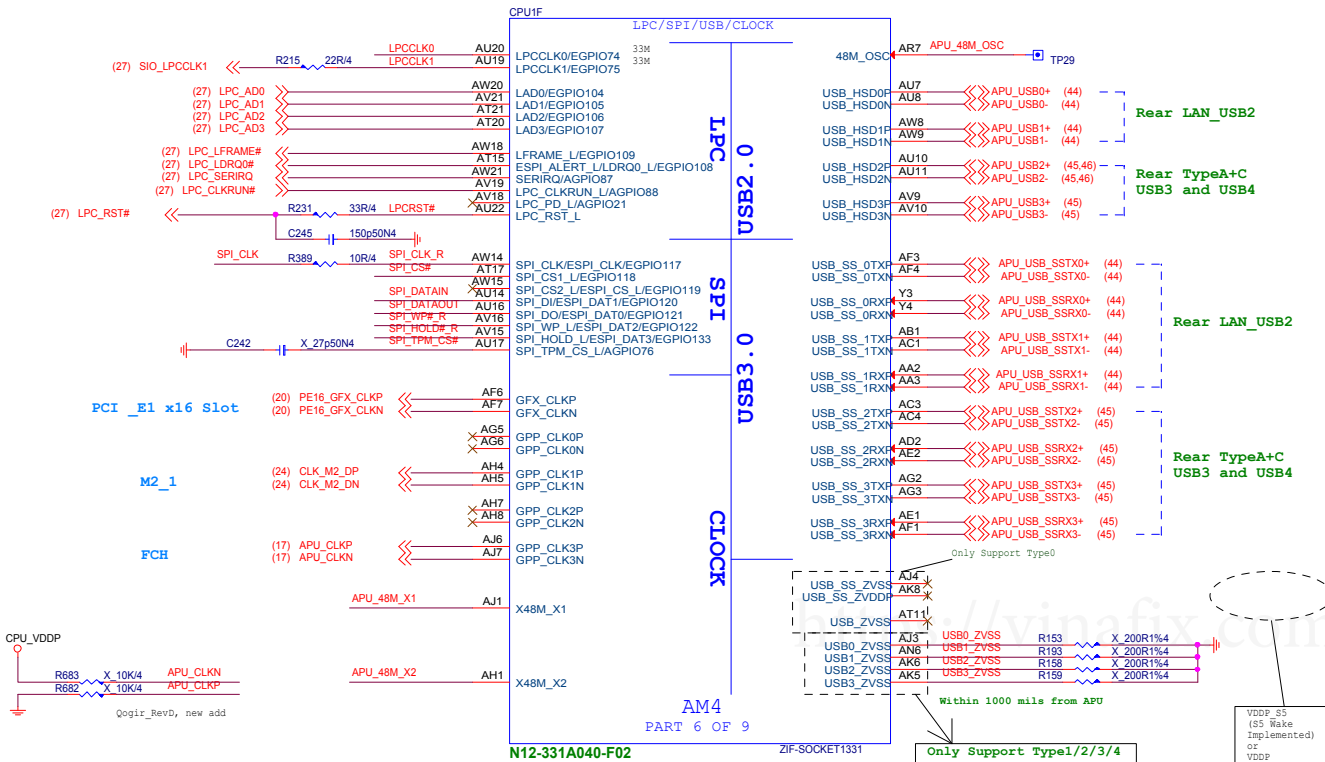 CPU1F
LPC/SPI/USB/CLOCK
LPCCLK0 AU20 LPCCLK0/EGPIO74 33M
(27) SIO_LPCCLK1 R215 22R/4 LPCCLK1 AU19 LPCCLK1/EGPIO75 33M
(27) LPC_AD0 AW20 LAD0/EGPIO104
(27) LPC_AD1 AV21 LAD1/EGPIO105
(27) LPC_AD2 AT21 LAD2/EGPIO106
(27) LPC_AD3 AT20 LAD3/EGPIO107
(27) LPC_LFRAME# AW18 LFRAME_L/EGPIO109
(27) LPC_LDRQ0# AT15 ESPI_ALERT_L/LDRQ0_L/EGPIO108
(27) LPC_SERIRQ AW21 SERIRQ/AGPIO87
(27) LPC_CLKRUN# AV19 LPC_CLKRUN_L/AGPIO88
AV18 LPC_PD_L/AGPIO21
(27) LPC_RST# R231 33R/4 LPCRST# AU22 LPC_RST_L
C245 150p50N4
SPI_CLK R389 10R/4 SPI_CLK_R AW14 SPI_CLK/ESPI_CLK/EGPIO117
SPI_CS# AT17 SPI_CS1_L/EGPIO118
AW15 SPI_CS2_L/ESPI_CS_L/EGPIO119
SPI_DATAIN AU14 SPI_DI/ESPI_DAT1/EGPIO120
SPI_DATAOUT AU16 SPI_DO/ESPI_DAT0/EGPIO121
SPI_WP#_R AV16 SPI_WP_L/ESPI_DAT2/EGPIO122
SPI_HOLD#_R AV15 SPI_HOLD_L/ESPI_DAT3/EGPIO133
C242 X_27p50N4 SPI_TPM_CS# AU17 SPI_TPM_CS_L/AGPIO76
PCI _E1 x16 Slot
(20) PE16_GFX_CLKP AF6 GFX_CLKP
(20) PE16_GFX_CLKN AF7 GFX_CLKN
AG5 GPP_CLK0P
AG6 GPP_CLK0N
M2_1
(24) CLK_M2_DP AH4 GPP_CLK1P
(24) CLK_M2_DN AH5 GPP_CLK1N
AH7 GPP_CLK2P
AH8 GPP_CLK2N
FCH
(17) APU_CLKP AJ6 GPP_CLK3P
(17) APU_CLKN AJ7 GPP_CLK3N
APU_48M_X1 AJ1 X48M_X1
APU_48M_X2 AH1 X48M_X2
CPU_VDDP
R683 X_10K/4 APU_CLKN
R682 X_10K/4 APU_CLKP
Qogir_RevD, new add
LPC
SPI
CLOCK
USB2.0
USB3.0
48M_OSC AR7 APU_48M_OSC TP29
USB_HSD0P AU7 APU_USB0+ (44)
USB_HSD0N AU8 APU_USB0- (44)
USB_HSD1P AW8 APU_USB1+ (44)
USB_HSD1N AW9 APU_USB1- (44)
Rear LAN_USB2
USB_HSD2P AU10 APU_USB2+ (45,46)
USB_HSD2N AU11 APU_USB2- (45,46)
USB_HSD3P AV9 APU_USB3+ (45)
USB_HSD3N AV10 APU_USB3- (45)
Rear TypeA+C
USB3 and USB4
USB_SS_0TXP AF3 APU_USB_SSTX0+ (44)
USB_SS_0TXN AF4 APU_USB_SSTX0- (44)
USB_SS_0RXP Y3 APU_USB_SSRX0+ (44)
USB_SS_0RXN Y4 APU_USB_SSRX0- (44)
USB_SS_1TXP AB1 APU_USB_SSTX1+ (44)
USB_SS_1TXN AC1 APU_USB_SSTX1- (44)
USB_SS_1RXP AA2 APU_USB_SSRX1+ (44)
USB_SS_1RXN AA3 APU_USB_SSRX1- (44)
Rear LAN_USB2
USB_SS_2TXP AC3 APU_USB_SSTX2+ (45)
USB_SS_2TXN AC4 APU_USB_SSTX2- (45)
USB_SS_2RXP AD2 APU_USB_SSRX2+ (45)
USB_SS_2RXN AE2 APU_USB_SSRX2- (45)
USB_SS_3TXP AG2 APU_USB_SSTX3+ (45)
USB_SS_3TXN AG3 APU_USB_SSTX3- (45)
USB_SS_3RXP AE1 APU_USB_SSRX3+ (45)
USB_SS_3RXN AF1 APU_USB_SSRX3- (45)
Rear TypeA+C
USB3 and USB4
Only Support Type0
USB_SS_ZVSS AJ4
USB_SS_ZVDDP AK8
USB_ZVSS AT11
https://vinafix.com
USB0_ZVSS AJ3 USB0_ZVSS R153 X_200R1%4
USB1_ZVSS AN6 USB1_ZVSS R193 X_200R1%4
USB2_ZVSS AK6 USB2_ZVSS R158 X_200R1%4
USB3_ZVSS AK5 USB3_ZVSS R159 X_200R1%4
Within 1000 mils from APU
AM4
PART 6 OF 9
N12-331A040-F02
ZIF-SOCKET1331
Only Support Type1/2/3/4
VDDP_S5
(S5 Wake
Implemented)
or
VDDP